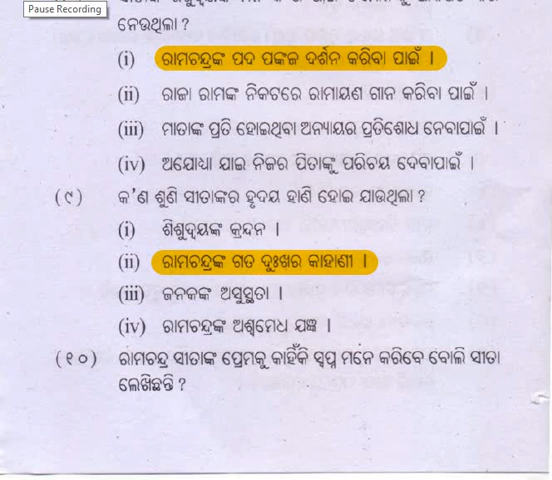 Pause Recording
ନେଉଥିଲା ?
(i) ରାମଚନ୍ଦ୍ରଙ୍କ ପଦ ପଙ୍କଜ ଦର୍ଶନ କରିବା ପାଇଁ ।
(ii) ରାଜା ରାମଙ୍କ ନିକଟରେ ରାମାୟଣ ଗାନ କରିବା ପାଇଁ ।
(iii) ମାତାଙ୍କ ପ୍ରତି ହୋଇଥିବା ଅନ୍ୟାୟର ପ୍ରତିଶୋଧ ନେବାପାଇଁ ।
(iv) ଅଯୋଧ୍ୟା ଯାଇ ନିଜର ପିତାଙ୍କୁ ପରିଚୟ ଦେବାପାଇଁ ।
(୯) କ'ଣ ଶୁଣି ସୀତାଙ୍କର ହୃଦୟ ହାଣି ହୋଇ ଯାଉଥିଲା ?
(i) ଶିଶୁଦ୍ୱୟଙ୍କ କ୍ରନ୍ଦନ ।
(ii) ରାମଚନ୍ଦ୍ରଙ୍କ ଗତ ଦୁଃଖର କାହାଣୀ ।
(iii) ଜନକଙ୍କ ଅସୁସ୍ଥତା ।
(iv) ରାମଚନ୍ଦ୍ରଙ୍କ ଅଶ୍ୱମେଧ ଯଜ୍ଞ ।
(୧୦) ରାମଚନ୍ଦ୍ର ସୀତାଙ୍କ ପ୍ରେମକୁ କାହିଁକି ସ୍ୱପ୍ନ ମନେ କରିବେ ବୋଲି ସୀତା
ଲେଖିଛନ୍ତି ?